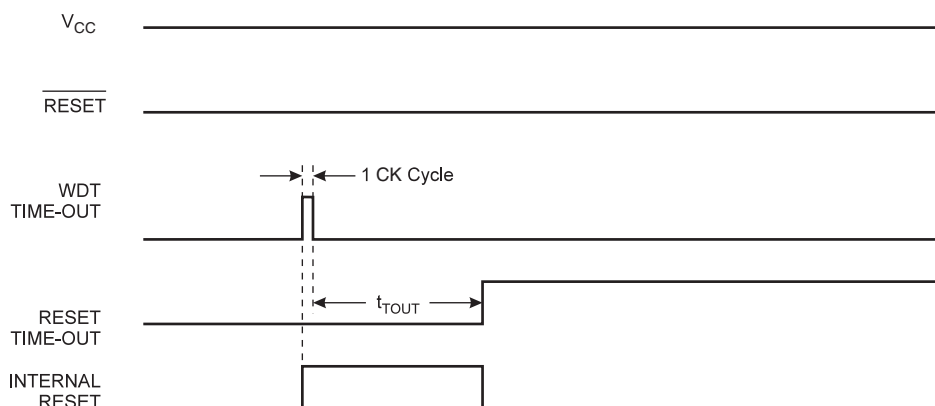 VCC
RESET
1 CK Cycle
WDT
TIME-OUT
tTOUT
RESET
TIME-OUT
INTERNAL
RESET